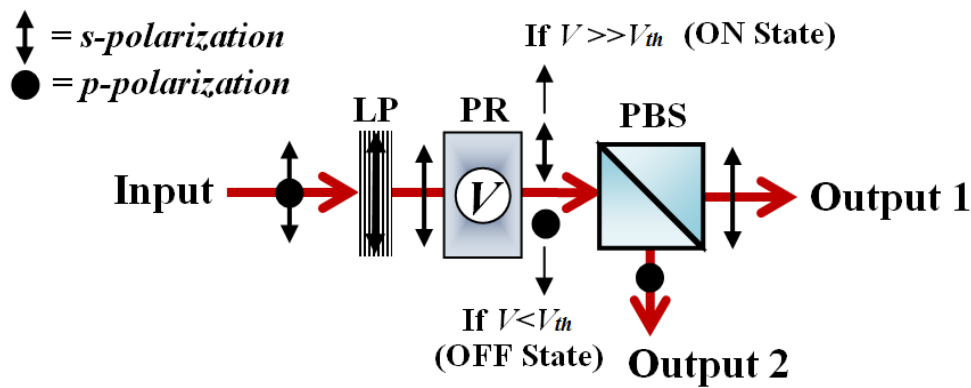 = s-polarization
= p-polarization
If V >>Vth (ON State)
LP
PR
PBS
Input
V
Output 1
If V<Vth
(OFF State)
Output 2